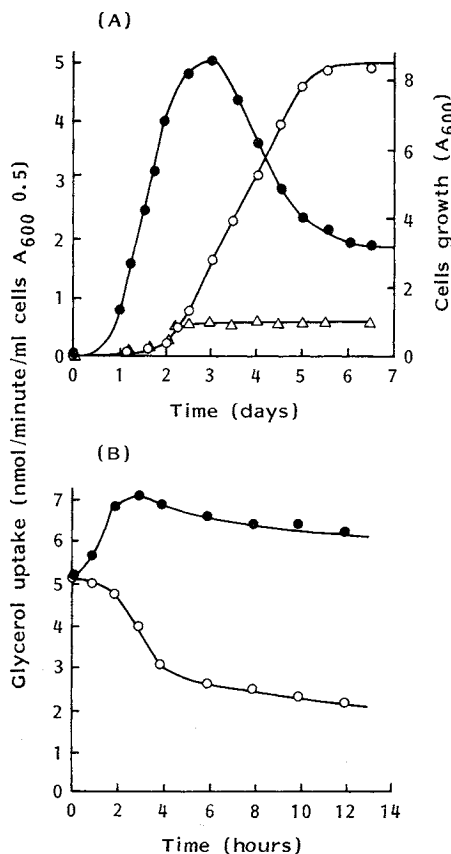 (A)
5
4
3
2
1
0
8
6
4
2
0
0 1 2 3 4 5 6 7
Time (days)
Cells growth (A600)
Glycerol uptake (nmol/minute/ml cells A600 0.5)
(B)
7
6
5
4
3
2
1
0
0 2 4 6 8 10 12 14
Time (hours)